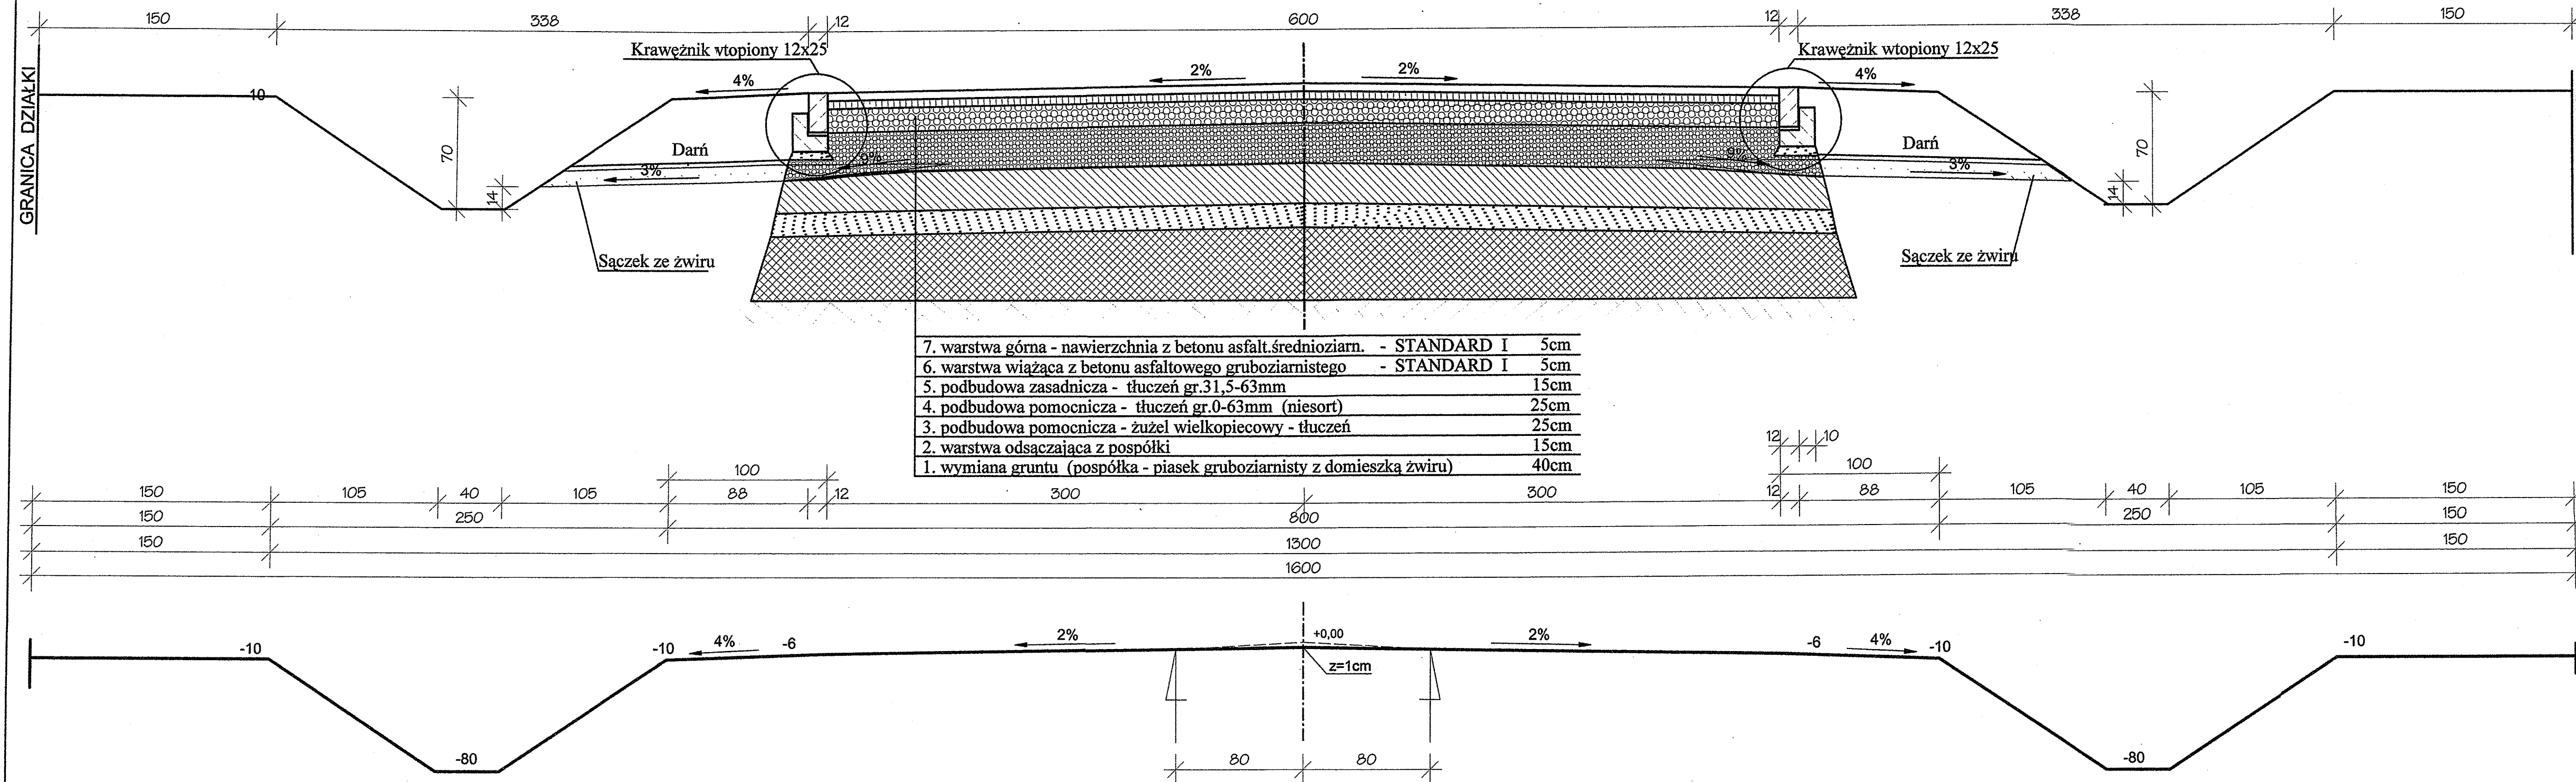 150 338 12 600 12 338 150
Krawężnik vtopiony 12x25
Krawężnik wtopiony 12x25
GRANICA DZIAŁKI
10
4%
2%
2%
4%
70
14
Darń
3%
9%
9%
Darń
3%
70
14
Sączek ze żwiru
Sączek ze żwiru
7. warstwa górna - nawierzchnia z betonu asfalt.średnioziarn. - STANDARD I 5cm
6. warstwa wiążąca z betonu asfaltowego gruboziarnistego - STANDARD I 5cm
5. podbudowa zasadnicza - tłuczeń gr.31,5-63mm 15cm
4. podbudowa pomocnicza - tłuczeń gr.0-63mm (niesort) 25cm
3. podbudowa pomocnicza - żużel wielkopiecowy - tłuczeń 25cm
2. warstwa odsączająca z pospółki 15cm
1. wymiana gruntu (pospółka - piasek gruboziarnisty z domieszką żwiru) 40cm
12 10
100 100
150 105 40 105 88 12 300 300 12 88 105 40 105 150
150 250 800 250 150
150 1300 150
1600
-10 -10 4% -6 2% +0,00 2% -6 4% -10 -10
z=1cm
-80 -80
80 80